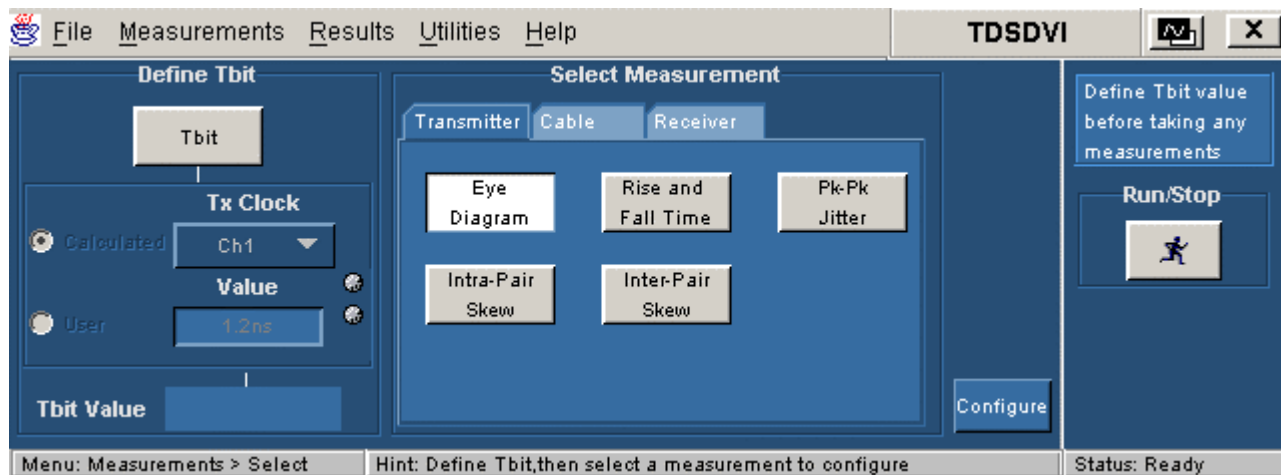 File Measurements Results Utilities Help TDSDVI
Define Tbit
Tbit
Tx Clock
Calculated Ch1
Value
User 1.2ns
Tbit Value
Select Measurement
Transmitter Cable Receiver
Eye
Diagram
Rise and
Fall Time
Pk-Pk
Jitter
Intra-Pair
Skew
Inter-Pair
Skew
Configure
Define Tbit value
before taking any
measurements
Run/Stop
Menu: Measurements > Select
Hint: Define Tbit,then select a measurement to configure
Status: Ready